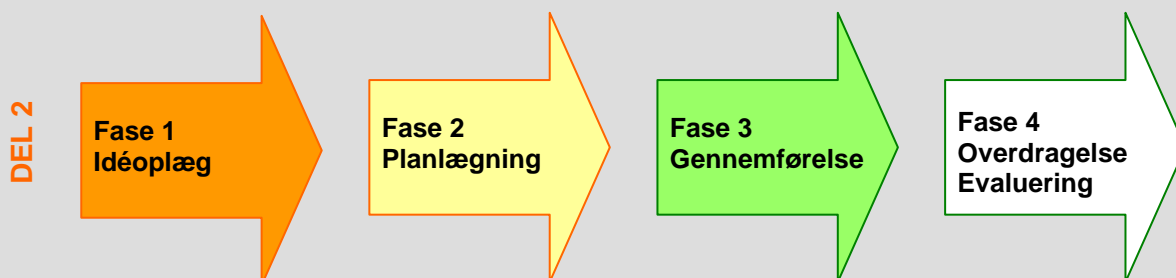 DEL 2
Fase 1
Idéoplæg
Fase 2
Planlægning
Fase 3
Gennemførelse
Fase 4
Overdragelse
Evaluering